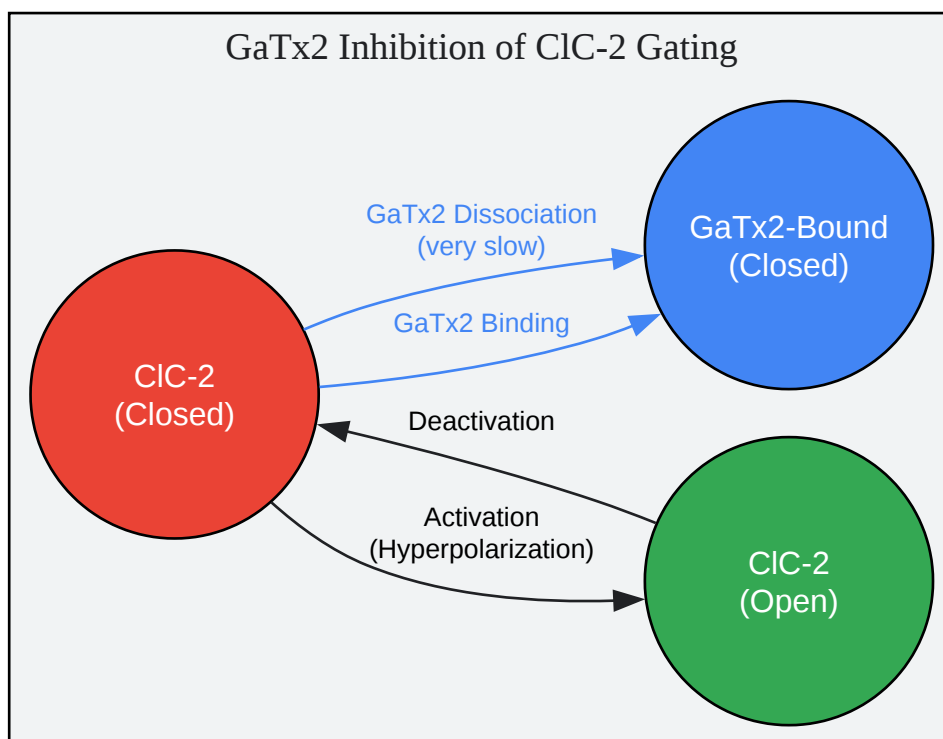 GaTx2 Inhibition of ClC-2 Gating
GaTx2 Dissociation
(very slow)
GaTx2-Bound
(Closed)
GaTx2 Binding
ClC-2
(Closed)
Deactivation
Activation
(Hyperpolarization)
ClC-2
(Open)